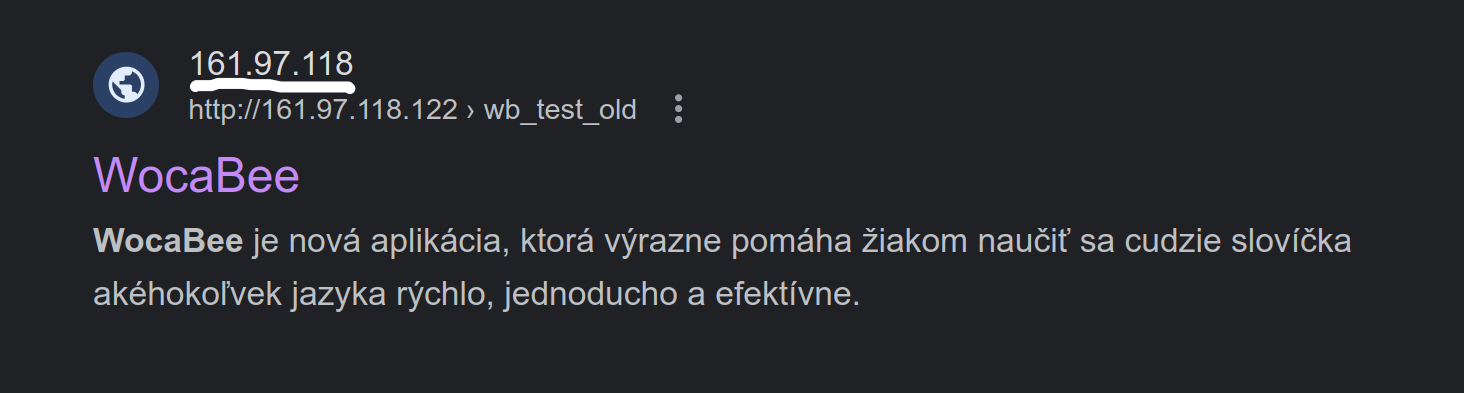 161.97.118
http://161.97.118.122 › wb_test_old
WocaBee
WocaBee je nová aplikácia, ktorá výrazne pomáha žiakom naučiť sa cudzie slovíčka
akéhokoľvek jazyka rýchlo, jednoducho a efektívne.